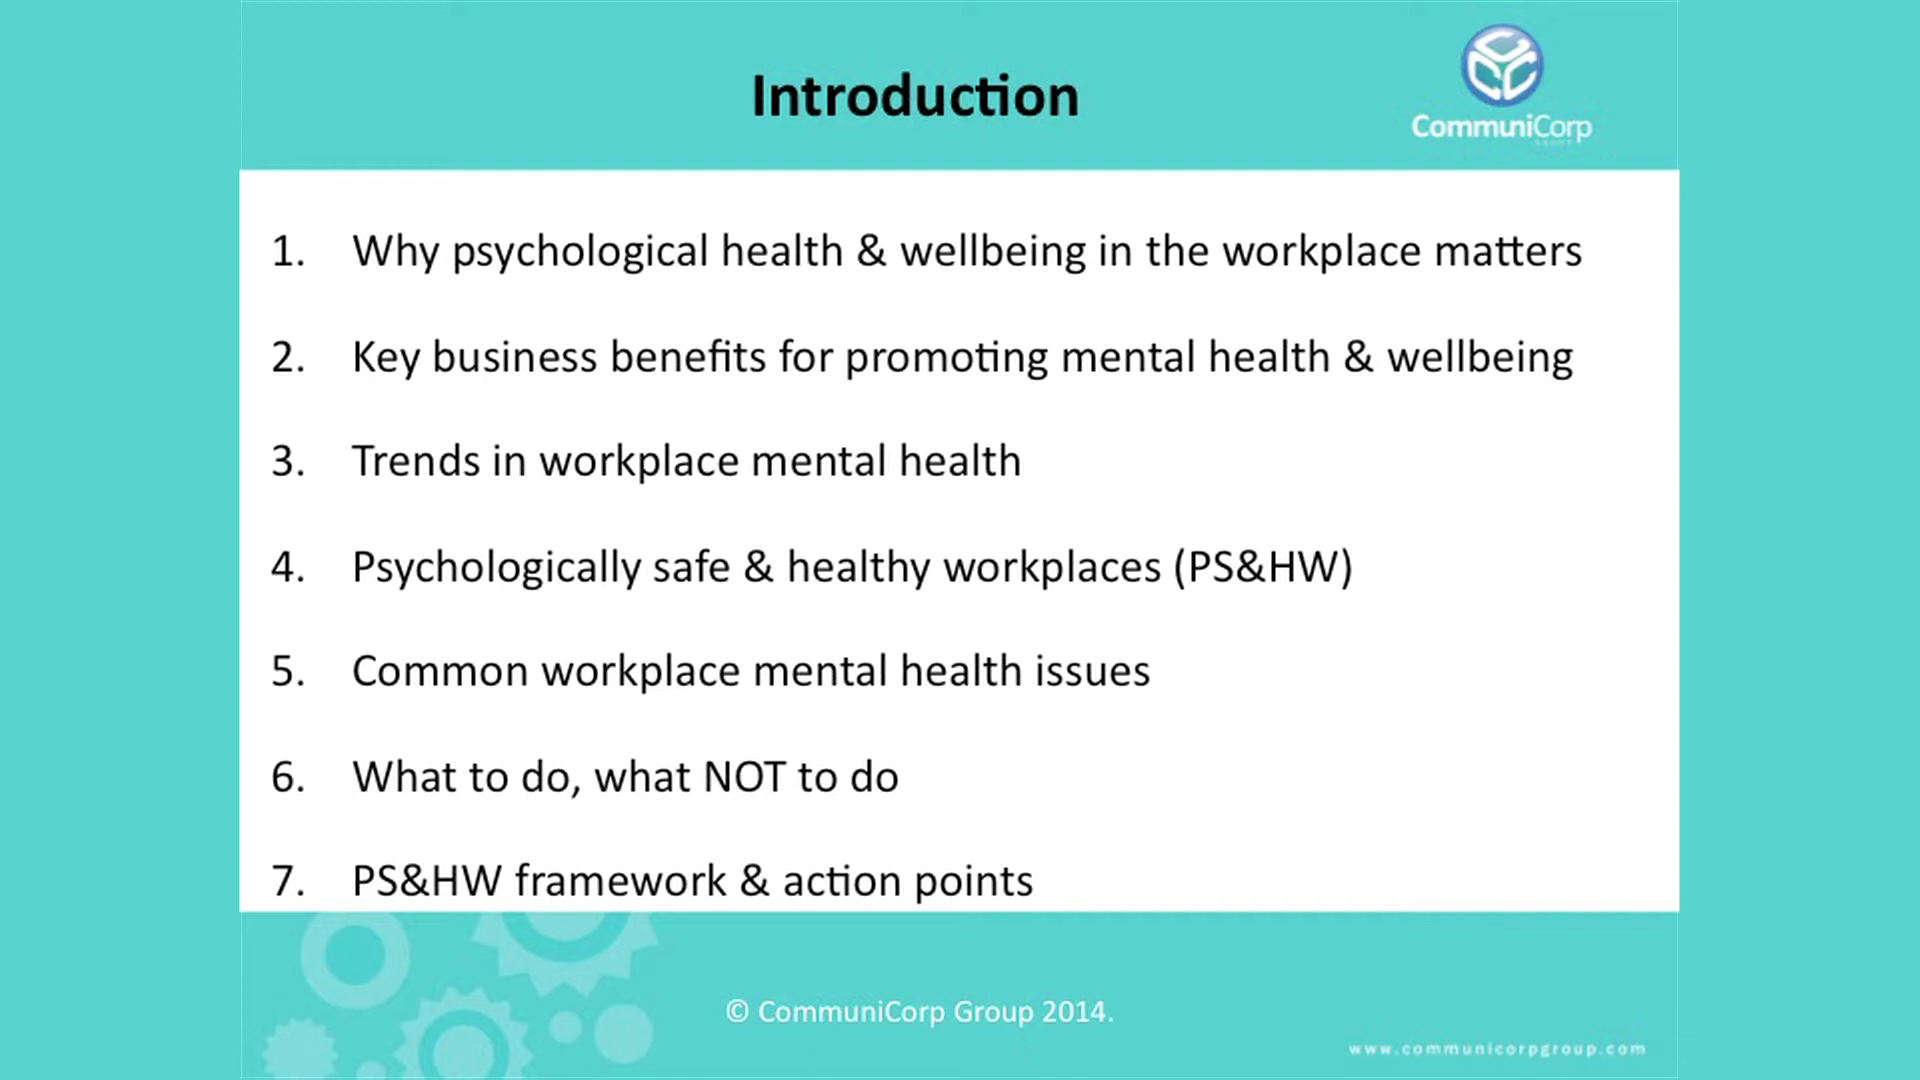 Introduction
CommuniCorp
GROUP
1. Why psychological health & wellbeing in the workplace matters
2. Key business benefits for promoting mental health & wellbeing
3. Trends in workplace mental health
4. Psychologically safe & healthy workplaces (PS&HW)
5. Common workplace mental health issues
6. What to do, what NOT to do
7. PS&HW framework & action points
© CommuniCorp Group 2014.
www.communicorpgroup.com